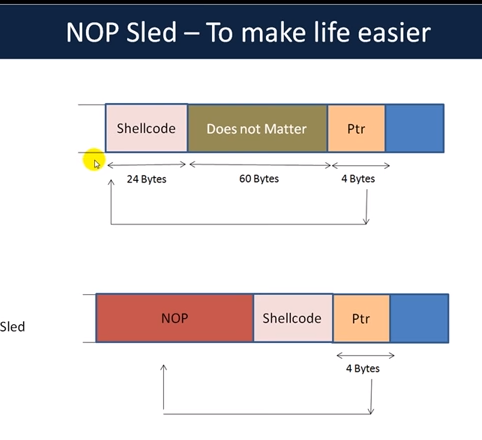 NOP Sled – To make life easier
Shellcode Does not Matter Ptr
24 Bytes 60 Bytes 4 Bytes
Sled NOP Shellcode Ptr
4 Bytes